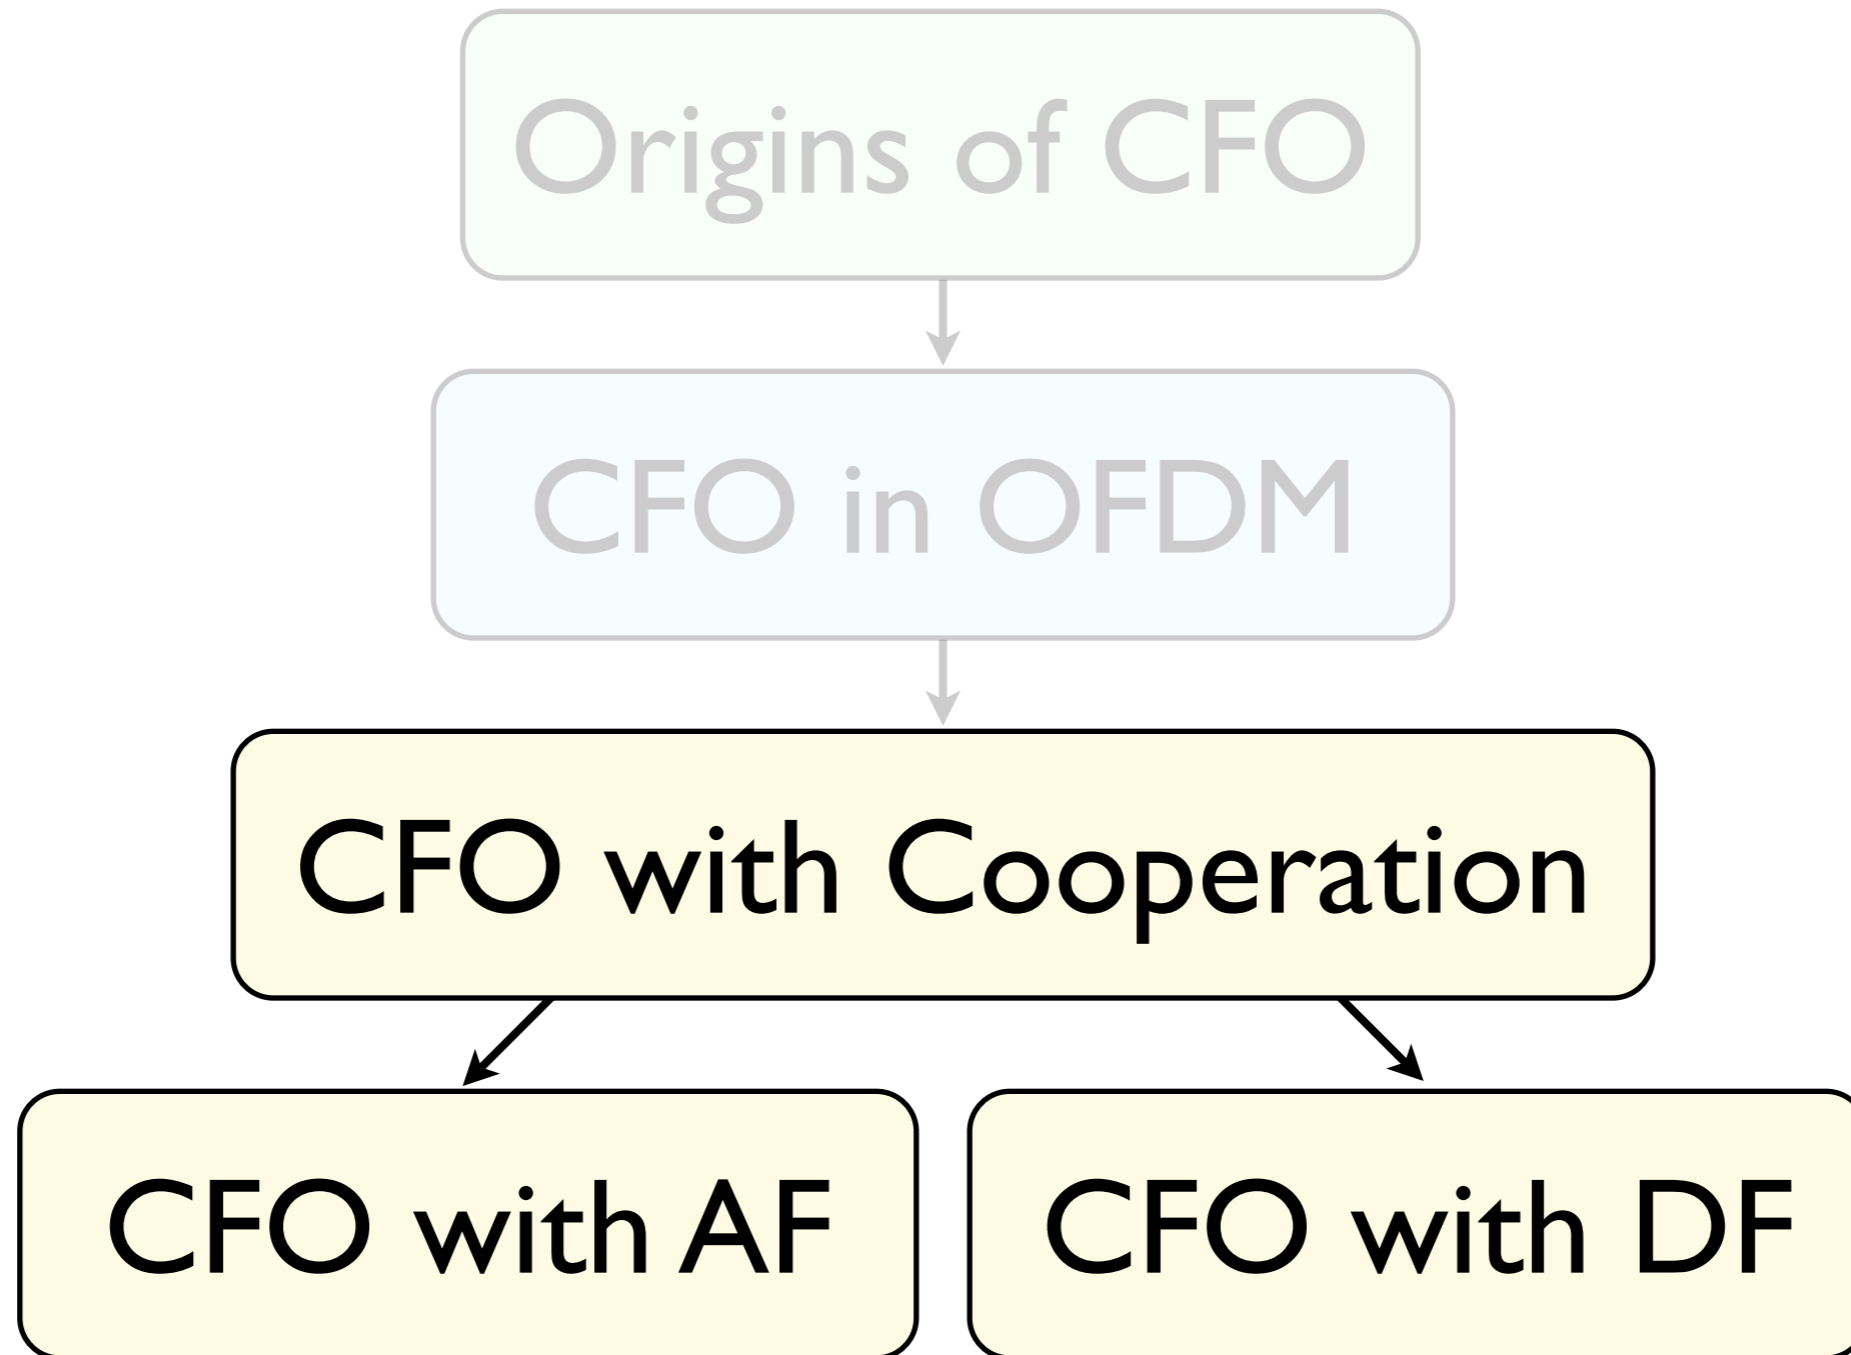 Origins of CFO
CFO in OFDM
CFO with Cooperation
CFO with AF
CFO with DF